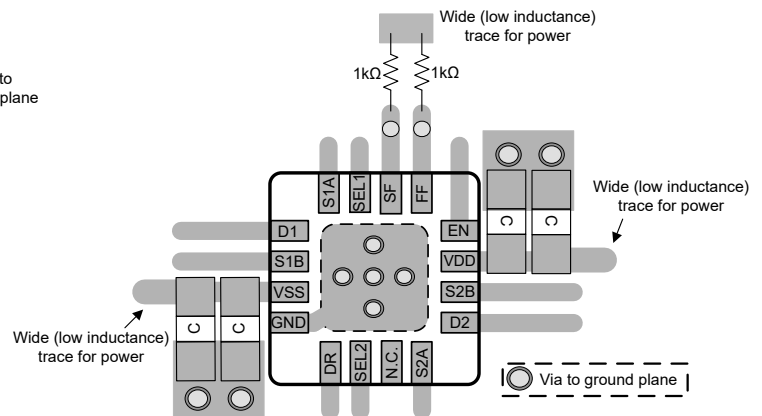 Wide (low inductance)
trace for power
to
plane
1kΩ 1kΩ
S1A SEL1 SF FF
C C
Wide (low inductance)
trace for power
D1 EN
S1B VDD
VSS S2B
GND D2
C C
Wide (low inductance)
trace for power
DR SEL2 N.C. S2A
Via to ground plane